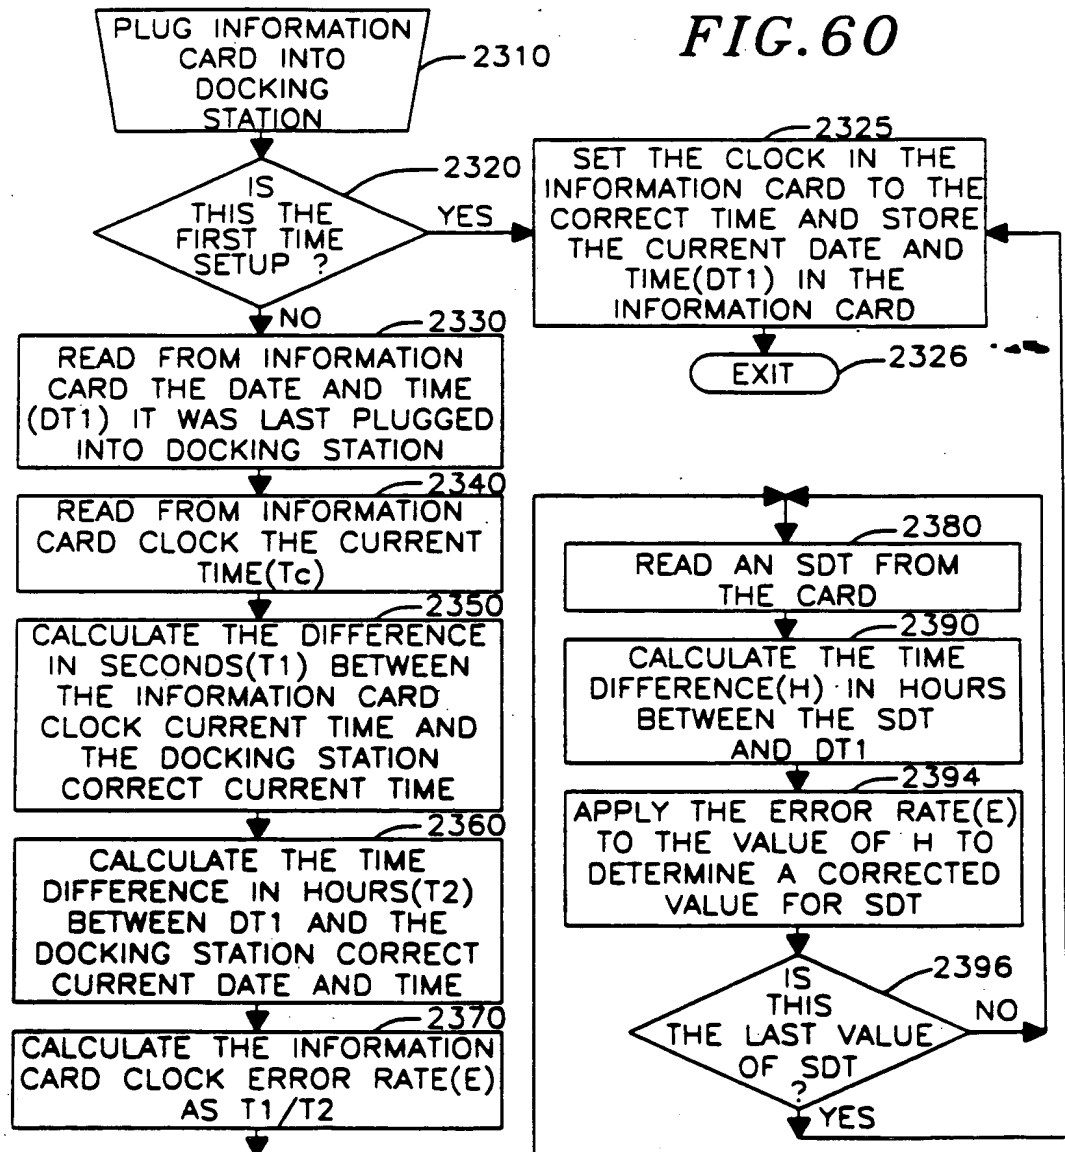 FIG.60
PLUG INFORMATION
CARD INTO
DOCKING
STATION
2310
IS
THIS THE
FIRST TIME
SETUP ?
2320
YES
NO
2325
SET THE CLOCK IN THE
INFORMATION CARD TO THE
CORRECT TIME AND STORE
THE CURRENT DATE AND
TIME(DT1) IN THE
INFORMATION CARD
EXIT
2326
2330
READ FROM INFORMATION
CARD THE DATE AND TIME
(DT1) IT WAS LAST PLUGGED
INTO DOCKING STATION
2340
READ FROM INFORMATION
CARD CLOCK THE CURRENT
TIME(Tc)
2350
CALCULATE THE DIFFERENCE
IN SECONDS(T1) BETWEEN
THE INFORMATION CARD
CLOCK CURRENT TIME AND
THE DOCKING STATION
CORRECT CURRENT TIME
2360
CALCULATE THE TIME
DIFFERENCE IN HOURS(T2)
BETWEEN DT1 AND THE
DOCKING STATION CORRECT
CURRENT DATE AND TIME
2370
CALCULATE THE INFORMATION
CARD CLOCK ERROR RATE(E)
AS T1/T2
2380
READ AN SDT FROM
THE CARD
2390
CALCULATE THE TIME
DIFFERENCE(H) IN HOURS
BETWEEN THE SDT
AND DT1
2394
APPLY THE ERROR RATE(E)
TO THE VALUE OF H TO
DETERMINE A CORRECTED
VALUE FOR SDT
2396
IS
THIS
THE LAST VALUE
OF SDT
?
NO
YES